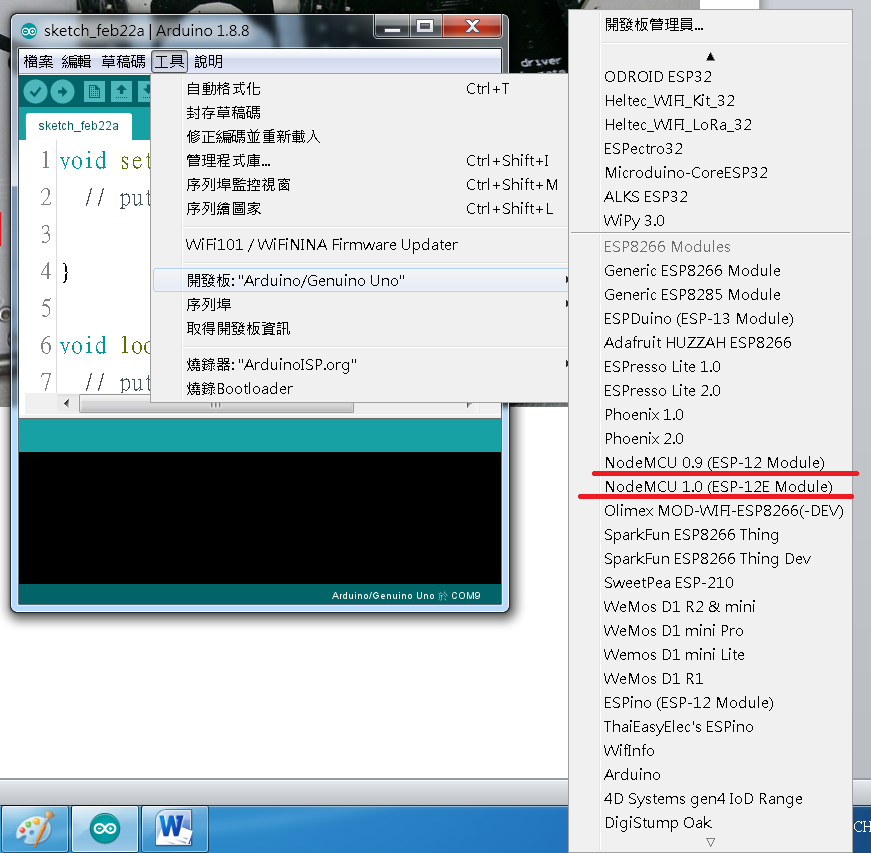 sketch_feb22a | Arduino 1.8.8
檔案 編輯 草稿碼 工具 說明
sketch_feb22a
1 void set
2 // put
3
4 }
5
6 void loo
7 // put
自動格式化 Ctrl+T
封存草稿碼
修正編碼並重新載入
管理程式庫... Ctrl+Shift+I
序列埠監控視窗 Ctrl+Shift+M
序列繪圖家 Ctrl+Shift+L
WiFi101 / WiFiNINA Firmware Updater
開發板: "Arduino/Genuino Uno"
序列埠
取得開發板資訊
燒錄器: "ArduinoISP.org"
燒錄Bootloader
Arduino/Genuino Uno 於 COM9
driver
開發板管理員...
ODROID ESP32
Heltec_WIFI_Kit_32
Heltec_WIFI_LoRa_32
ESPectro32
Microduino-CoreESP32
ALKS ESP32
WiPy 3.0
ESP8266 Modules
Generic ESP8266 Module
Generic ESP8285 Module
ESPDuino (ESP-13 Module)
Adafruit HUZZAH ESP8266
ESPresso Lite 1.0
ESPresso Lite 2.0
Phoenix 1.0
Phoenix 2.0
NodeMCU 0.9 (ESP-12 Module)
NodeMCU 1.0 (ESP-12E Module)
Olimex MOD-WIFI-ESP8266(-DEV)
SparkFun ESP8266 Thing
SparkFun ESP8266 Thing Dev
SweetPea ESP-210
WeMos D1 R2 & mini
WeMos D1 mini Pro
Wemos D1 mini Lite
WeMos D1 R1
ESPino (ESP-12 Module)
ThaiEasyElec's ESPino
WifInfo
Arduino
4D Systems gen4 IoD Range
DigiStump Oak
CH